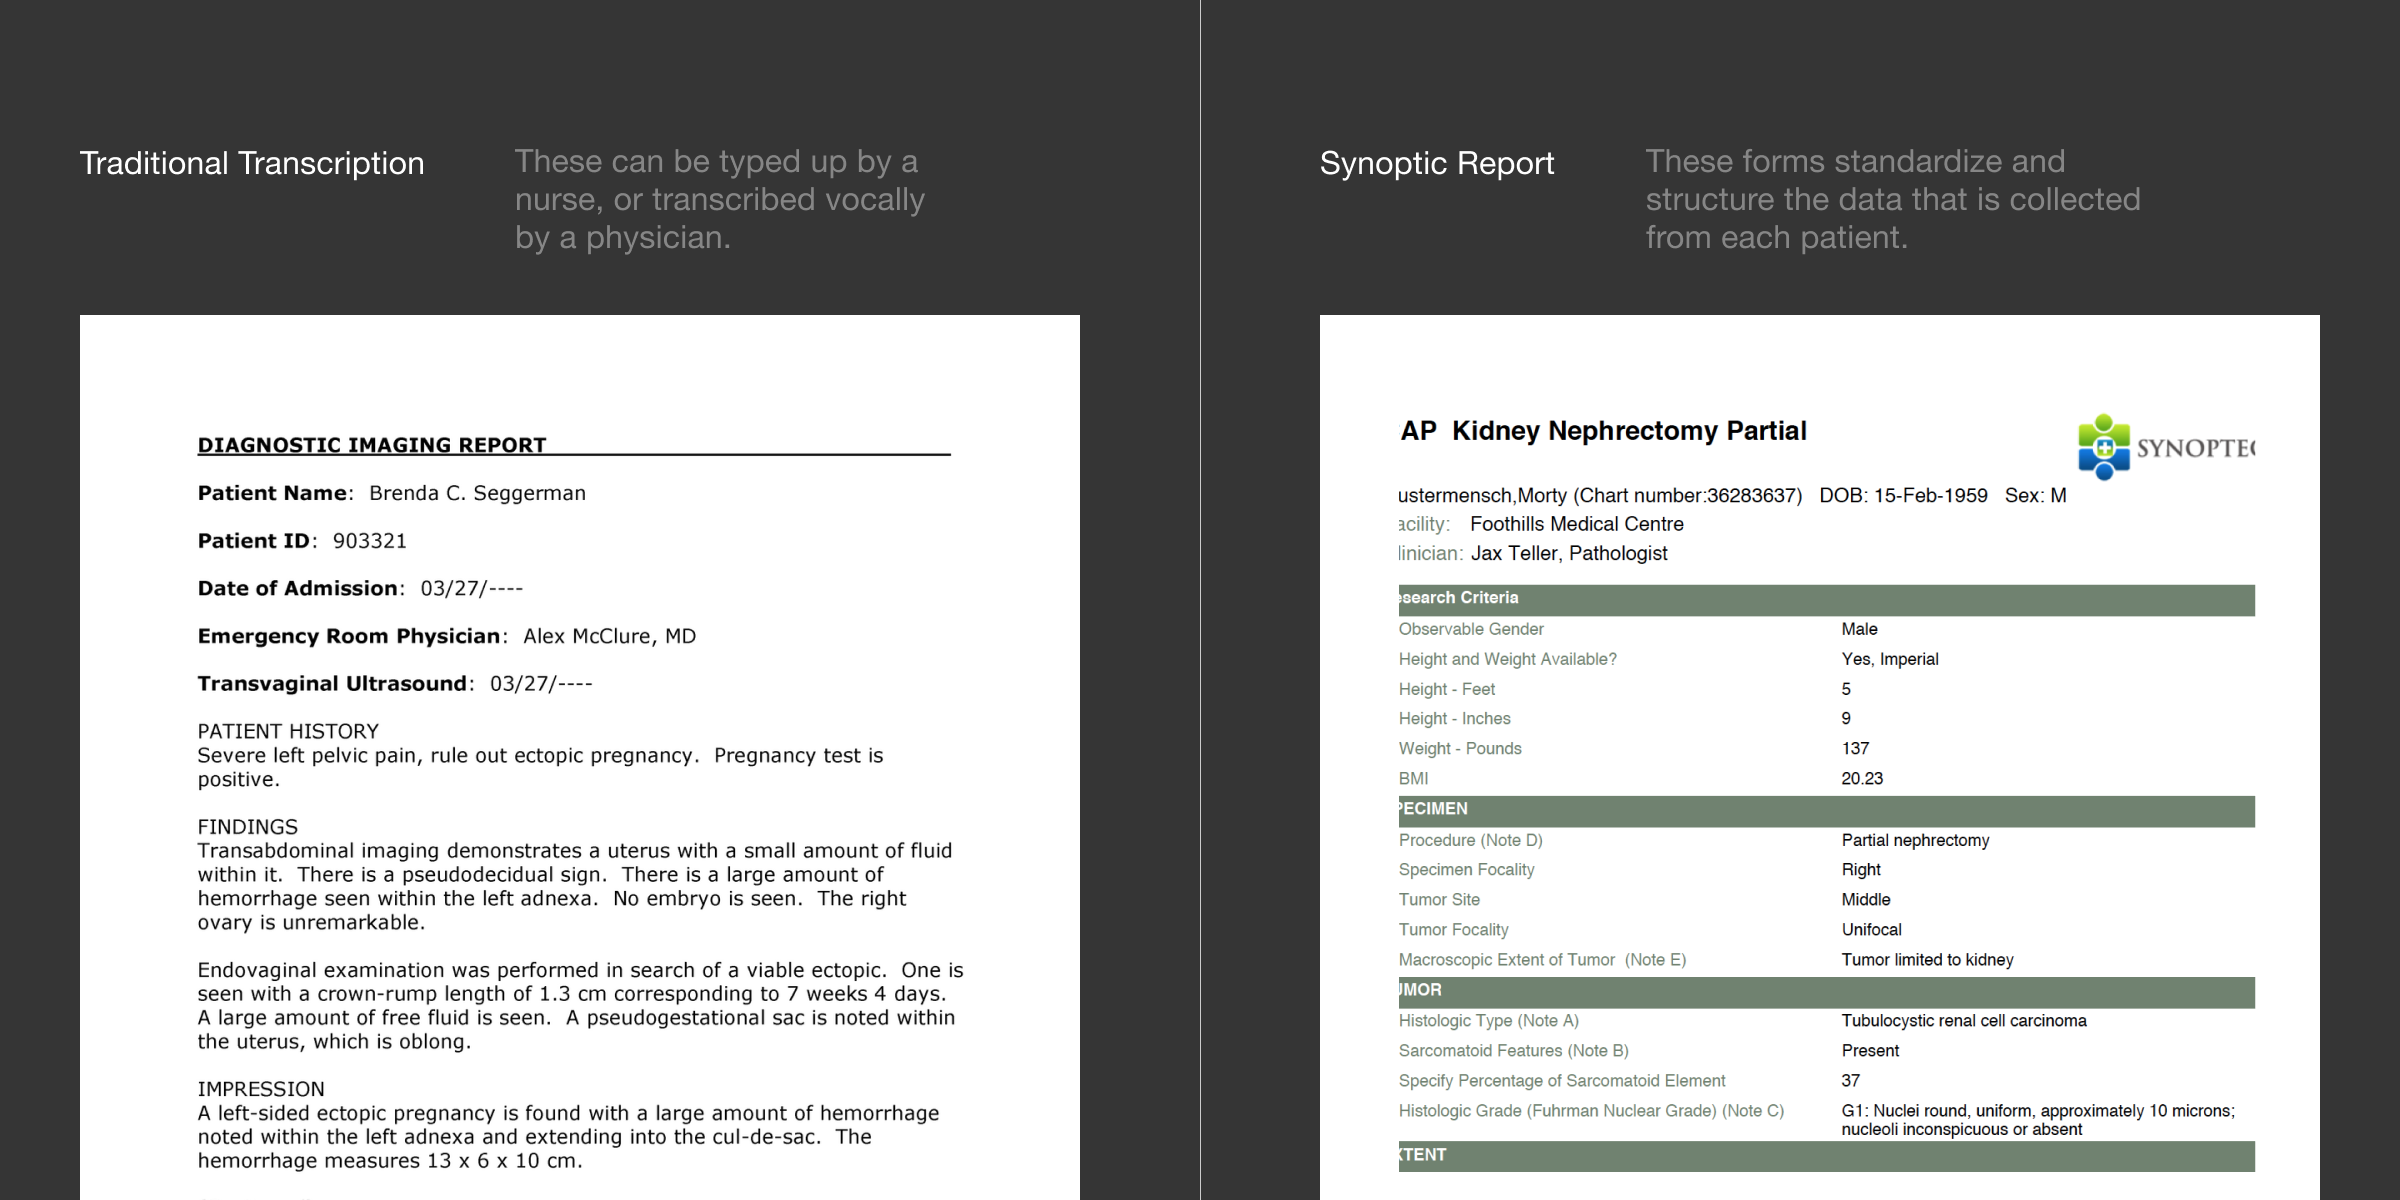 Traditional Transcription
These can be typed up by a
nurse, or transcribed vocally
by a physician.
DIAGNOSTIC IMAGING REPORT
Patient Name: Brenda C. Seggerman
Patient ID: 903321
Date of Admission: 03/27/----
Emergency Room Physician: Alex McClure, MD
Transvaginal Ultrasound: 03/27/----
PATIENT HISTORY
Severe left pelvic pain, rule out ectopic pregnancy. Pregnancy test is
positive.
FINDINGS
Transabdominal imaging demonstrates a uterus with a small amount of fluid
within it. There is a pseudodecidual sign. There is a large amount of
hemorrhage seen within the left adnexa. No embryo is seen. The right
ovary is unremarkable.
Endovaginal examination was performed in search of a viable ectopic. One is
seen with a crown-rump length of 1.3 cm corresponding to 7 weeks 4 days.
A large amount of free fluid is seen. A pseudogestational sac is noted within
the uterus, which is oblong.
IMPRESSION
A left-sided ectopic pregnancy is found with a large amount of hemorrhage
noted within the left adnexa and extending into the cul-de-sac. The
hemorrhage measures 13 x 6 x 10 cm.
Synoptic Report
These forms standardize and
structure the data that is collected
from each patient.
AP Kidney Nephrectomy Partial
SYNOPTEC
ustermensch,Morty (Chart number:36283637) DOB: 15-Feb-1959 Sex: M
acility: Foothills Medical Centre
linician: Jax Teller, Pathologist
esearch Criteria
Observable Gender Male
Height and Weight Available? Yes, Imperial
Height - Feet 5
Height - Inches 9
Weight - Pounds 137
BMI 20.23
PECIMEN
Procedure (Note D) Partial nephrectomy
Specimen Focality Right
Tumor Site Middle
Tumor Focality Unifocal
Macroscopic Extent of Tumor (Note E) Tumor limited to kidney
UMOR
Histologic Type (Note A) Tubulocystic renal cell carcinoma
Sarcomatoid Features (Note B) Present
Specify Percentage of Sarcomatoid Element 37
Histologic Grade (Fuhrman Nuclear Grade) (Note C) G1: Nuclei round, uniform, approximately 10 microns;
nucleoli inconspicuous or absent
XTENT